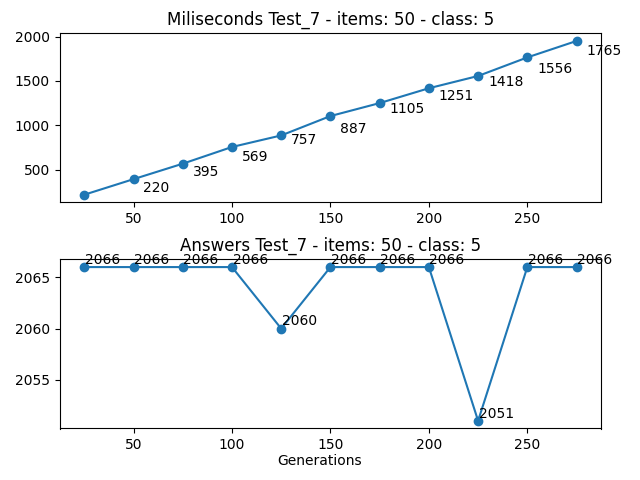 Miliseconds Test_7 - items: 50 - class: 5
2000
1500
1000
500
220
395
569
757
887
1105
1251
1418
1556
1765
50 100 150 200 250
Answers Test_7 - items: 50 - class: 5
2065
2060
2055
2066 2066 2066 2066 2060 2066 2066 2066 2051 2066 2066
50 100 150 200 250
Generations